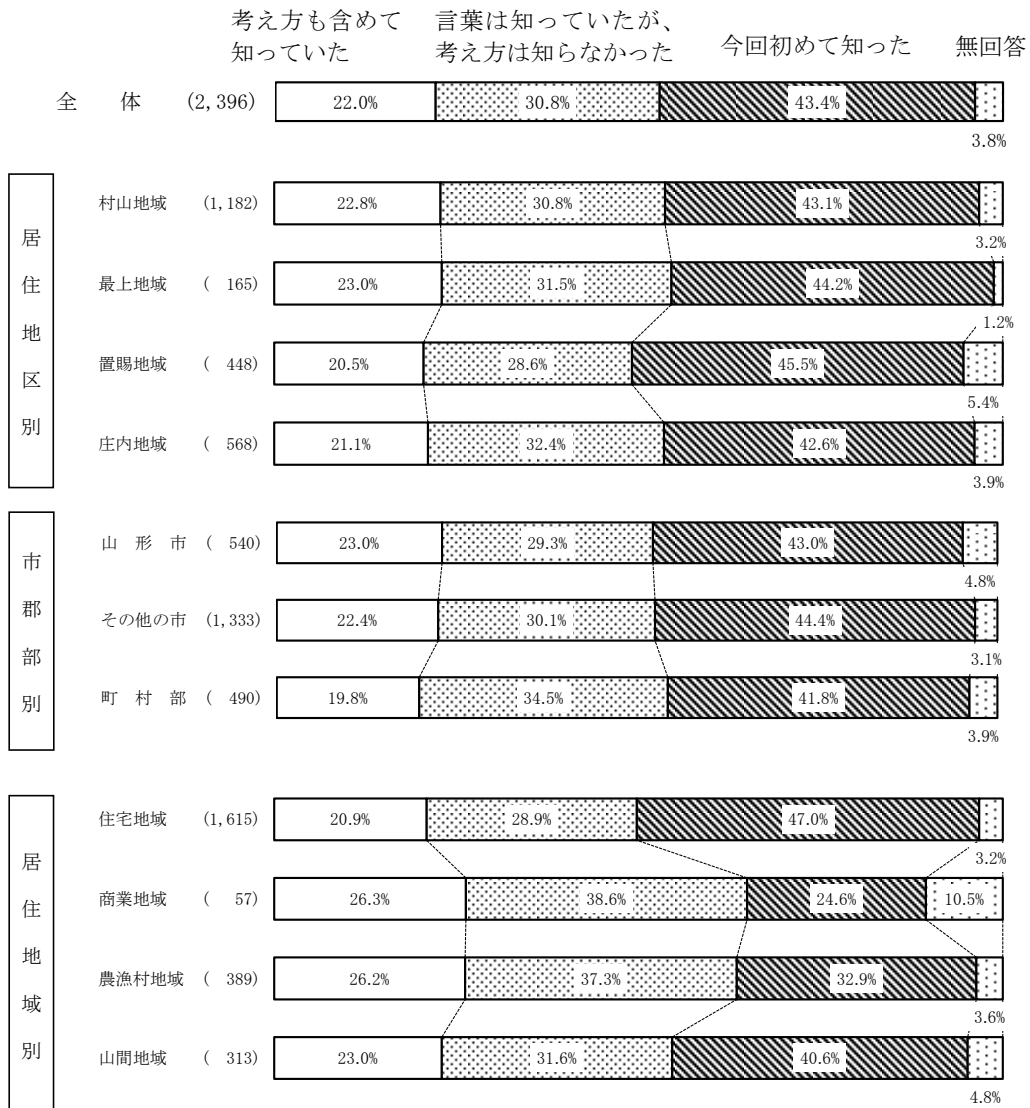 考え方も含めて
知っていた
言葉は知っていたが、
考え方は知らなかった
今回初めて知った
無回答
全 体 (2,396) 22.0% 30.8% 43.4% 3.8%
居住地区別
村山地域 (1,182) 22.8% 30.8% 43.1% 3.2%
最上地域 ( 165) 23.0% 31.5% 44.2% 1.2%
置賜地域 ( 448) 20.5% 28.6% 45.5% 5.4%
庄内地域 ( 568) 21.1% 32.4% 42.6% 3.9%
市郡部別
山 形 市 ( 540) 23.0% 29.3% 43.0% 4.8%
その他の市 (1,333) 22.4% 30.1% 44.4% 3.1%
町 村 部 ( 490) 19.8% 34.5% 41.8% 3.9%
居住地域別
住宅地域 (1,615) 20.9% 28.9% 47.0% 3.2%
商業地域 ( 57) 26.3% 38.6% 24.6% 10.5%
農漁村地域 ( 389) 26.2% 37.3% 32.9% 3.6%
山間地域 ( 313) 23.0% 31.6% 40.6% 4.8%